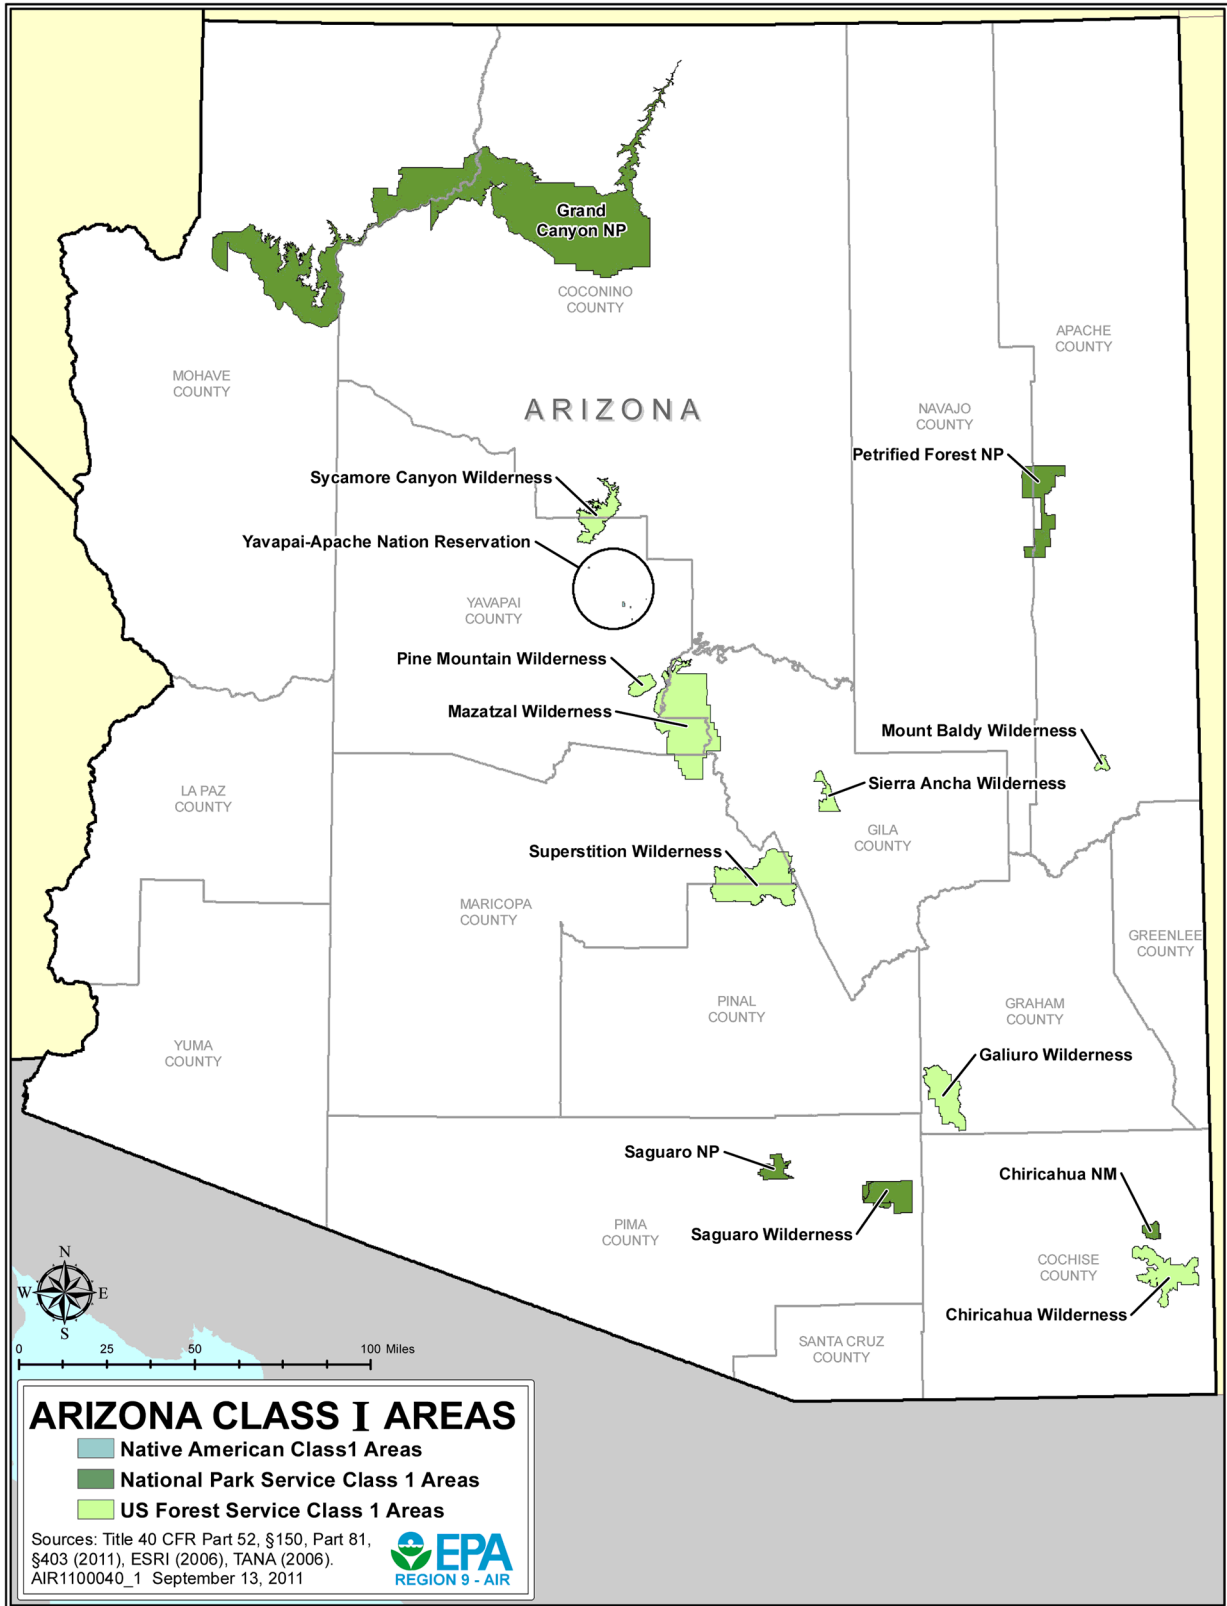 Grand
Canyon NP
COCONINO
COUNTY
APACHE
COUNTY
MOHAVE
COUNTY
ARIZONA
NAVAJO
COUNTY
Petrified Forest NP
Sycamore Canyon Wilderness
Yavapai-Apache Nation Reservation
YAVAPAI
COUNTY
Pine Mountain Wilderness
Mazatzal Wilderness
Mount Baldy Wilderness
Sierra Ancha Wilderness
LA PAZ
COUNTY
GILA
COUNTY
Superstition Wilderness
MARICOPA
COUNTY
GREENLEE
COUNTY
PINAL
COUNTY
GRAHAM
COUNTY
YUMA
COUNTY
Galiuro Wilderness
Saguaro NP
Chiricahua NM
Saguaro Wilderness
PIMA
COUNTY
COCHISE
COUNTY
Chiricahua Wilderness
SANTA CRUZ
COUNTY
N
W E
S
0 25 50 100 Miles
ARIZONA CLASS I AREAS
Native American Class1 Areas
National Park Service Class 1 Areas
US Forest Service Class 1 Areas
Sources: Title 40 CFR Part 52, §150, Part 81,
§403 (2011), ESRI (2006), TANA (2006).
AIR1100040_1 September 13, 2011
EPA
REGION 9 - AIR